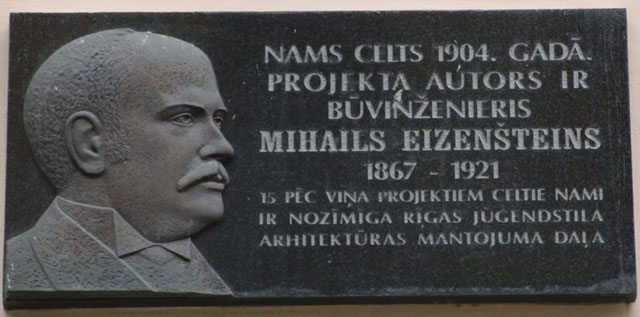 NAMS CELTS 1904. GADĀ.
PROJEKTA AUTORS IR
BŪVINŽENIERIS
MIHAILS EIZENŠTEINS
1867 - 1921
15 PĒC VIŅA PROJEKTIEM CELTIE NAMI
IR NOZĪMĪGA RĪGAS JŪGENDSTILA
ARHITEKTŪRAS MANTOJUMA DAĻA